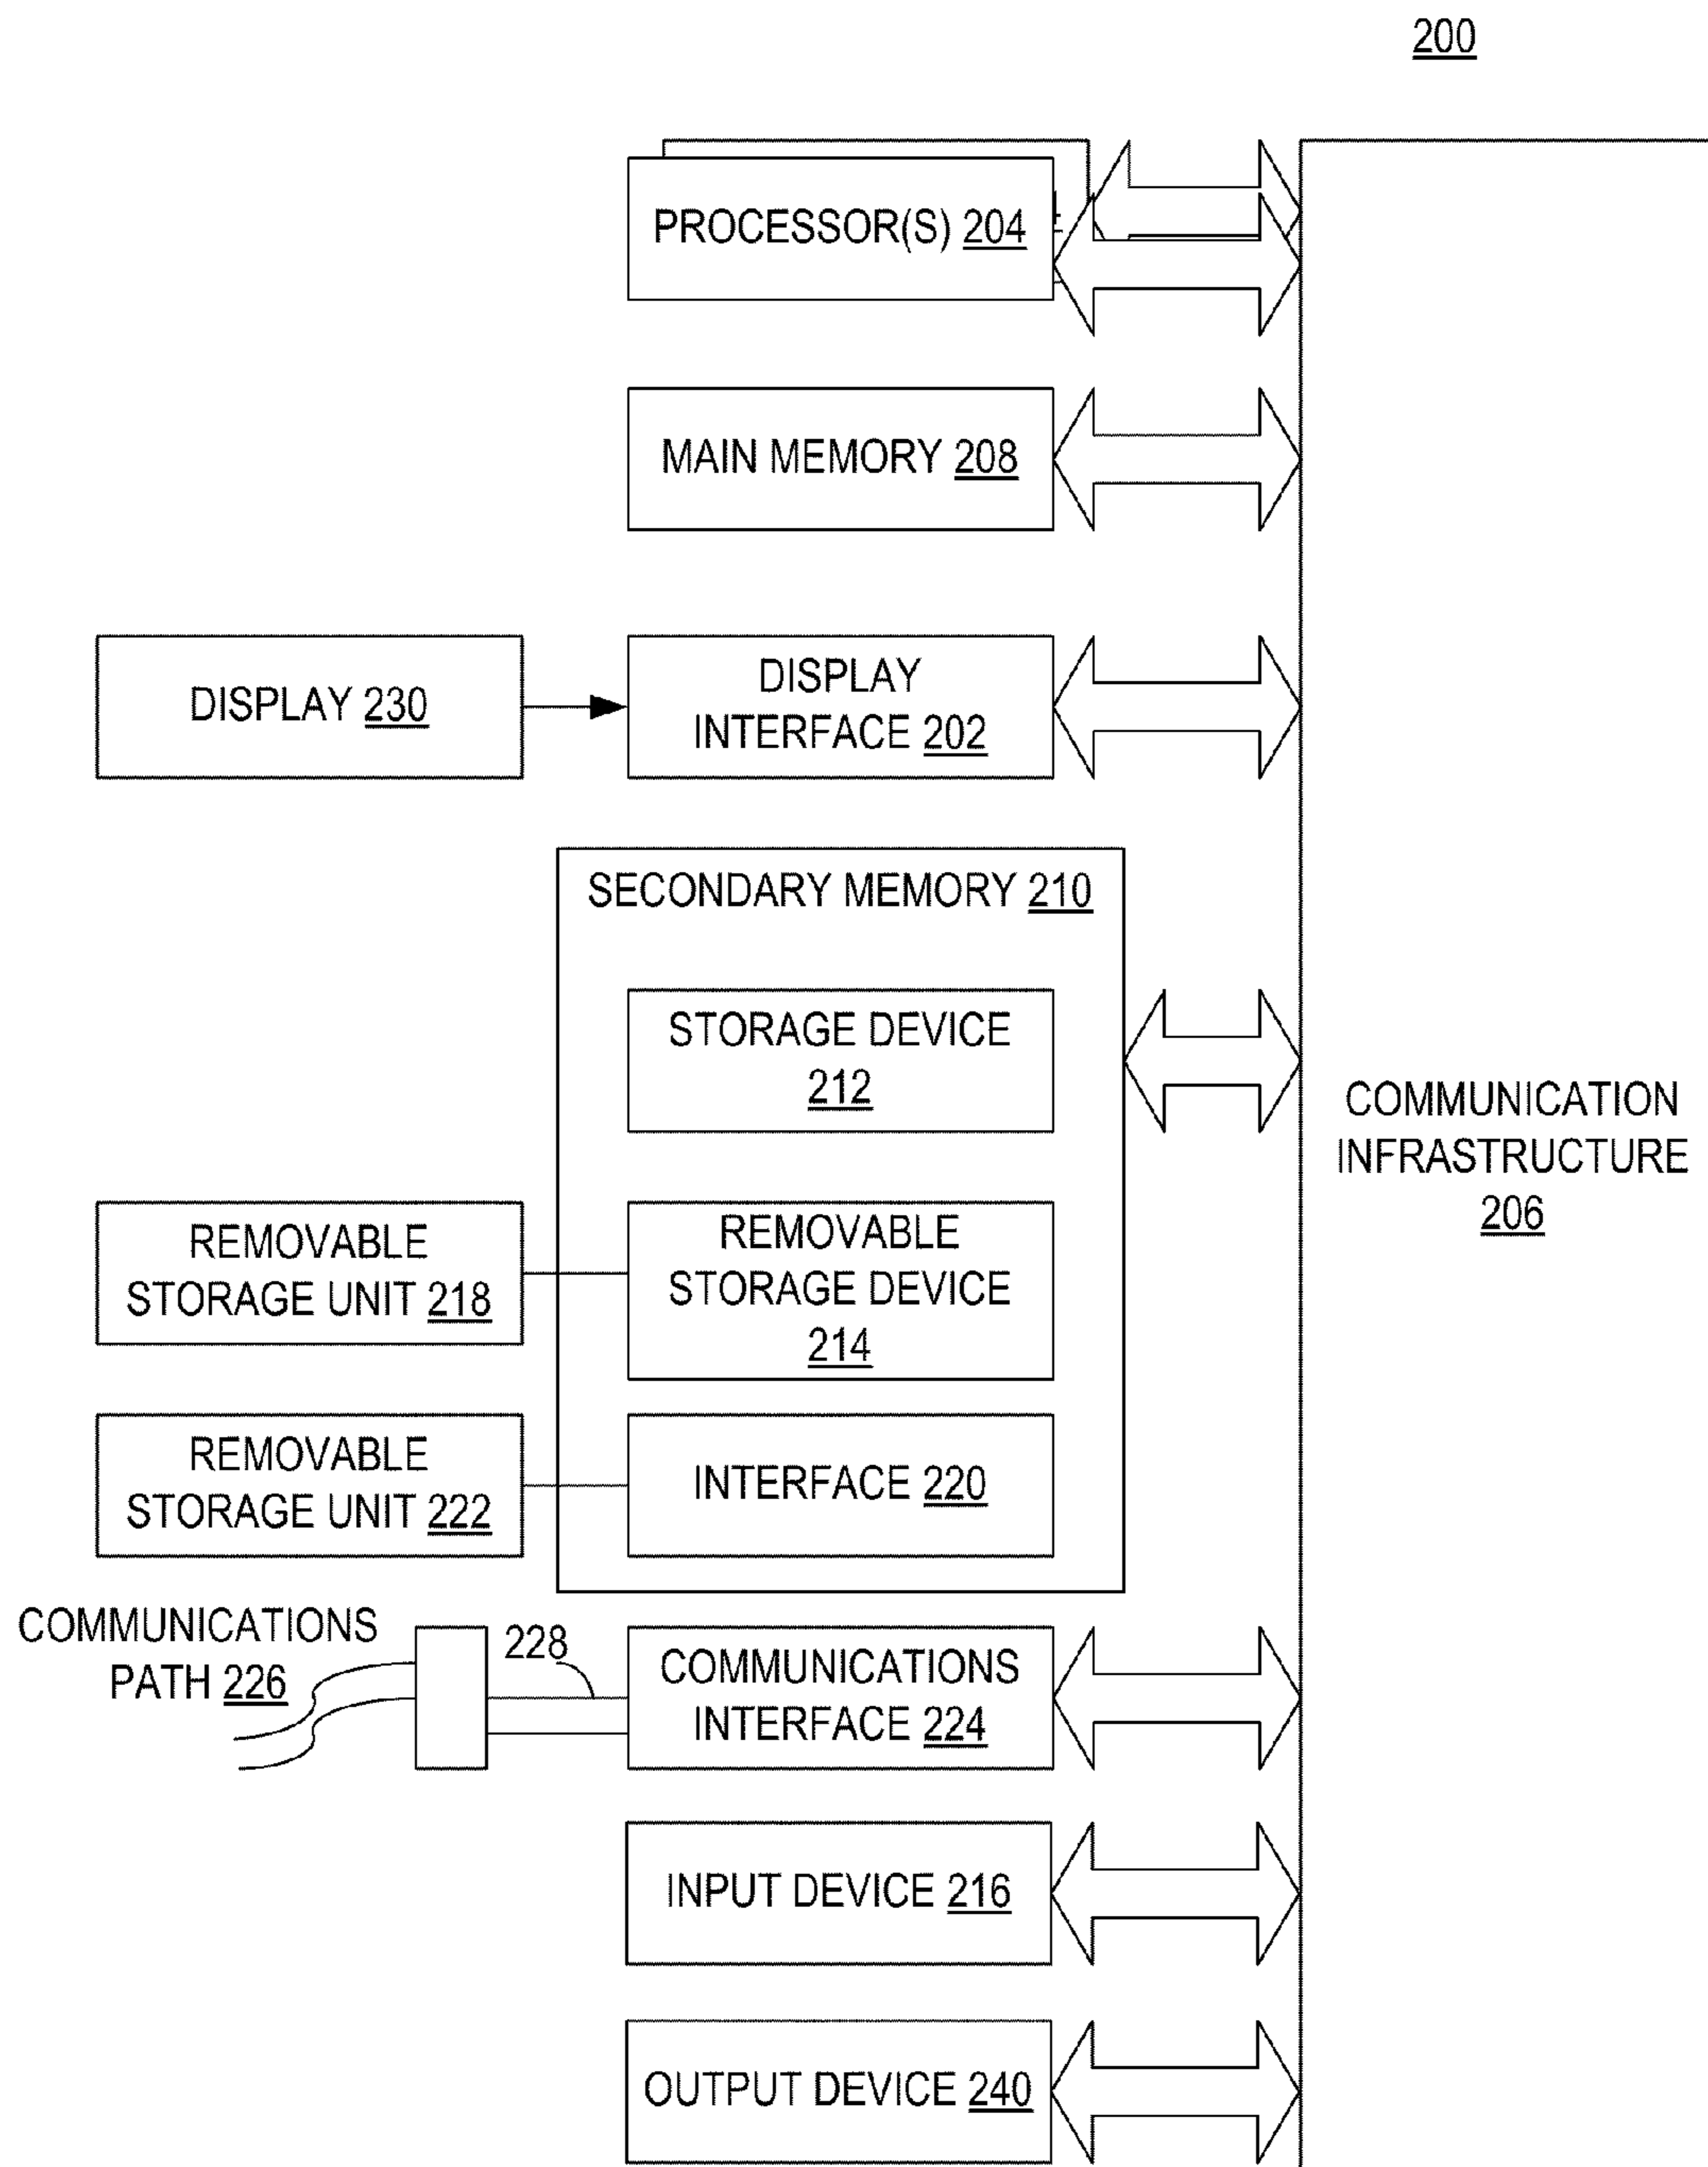 200
PROCESSOR(S) 204
MAIN MEMORY 208
DISPLAY 230
DISPLAY
INTERFACE 202
SECONDARY MEMORY 210
STORAGE DEVICE
212
COMMUNICATION
INFRASTRUCTURE
206
REMOVABLE
STORAGE UNIT 218
REMOVABLE
STORAGE DEVICE
214
REMOVABLE
STORAGE UNIT 222
INTERFACE 220
COMMUNICATIONS
PATH 226
228
COMMUNICATIONS
INTERFACE 224
INPUT DEVICE 216
OUTPUT DEVICE 240